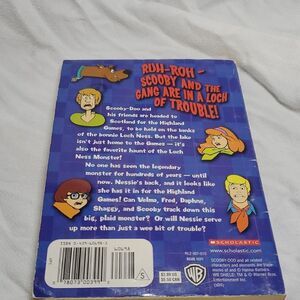 RUH-ROH -
SCOOBY AND THE
GANG ARE IN A LOCH
OF TROUBLE!
Scooby-Doo and
his friends are headed to
Scotland for the Highland
Games, to be held on the banks
of the bonnie Loch Ness. But the lake
isn't just home to the Games — it's
also the favorite haunt of the Loch
Ness Monster!
No one has seen the legendary
monster for hundreds of years — until
now. Nessie's back, and it looks like
she has it in for the Highland
Games! Can Velma, Fred, Daphne,
Shaggy, and Scooby track down this
big, plaid monster? Or will Nessie serve
up more than just a wee bit of trouble?
SCHOLASTIC
www.scholastic.com
WB